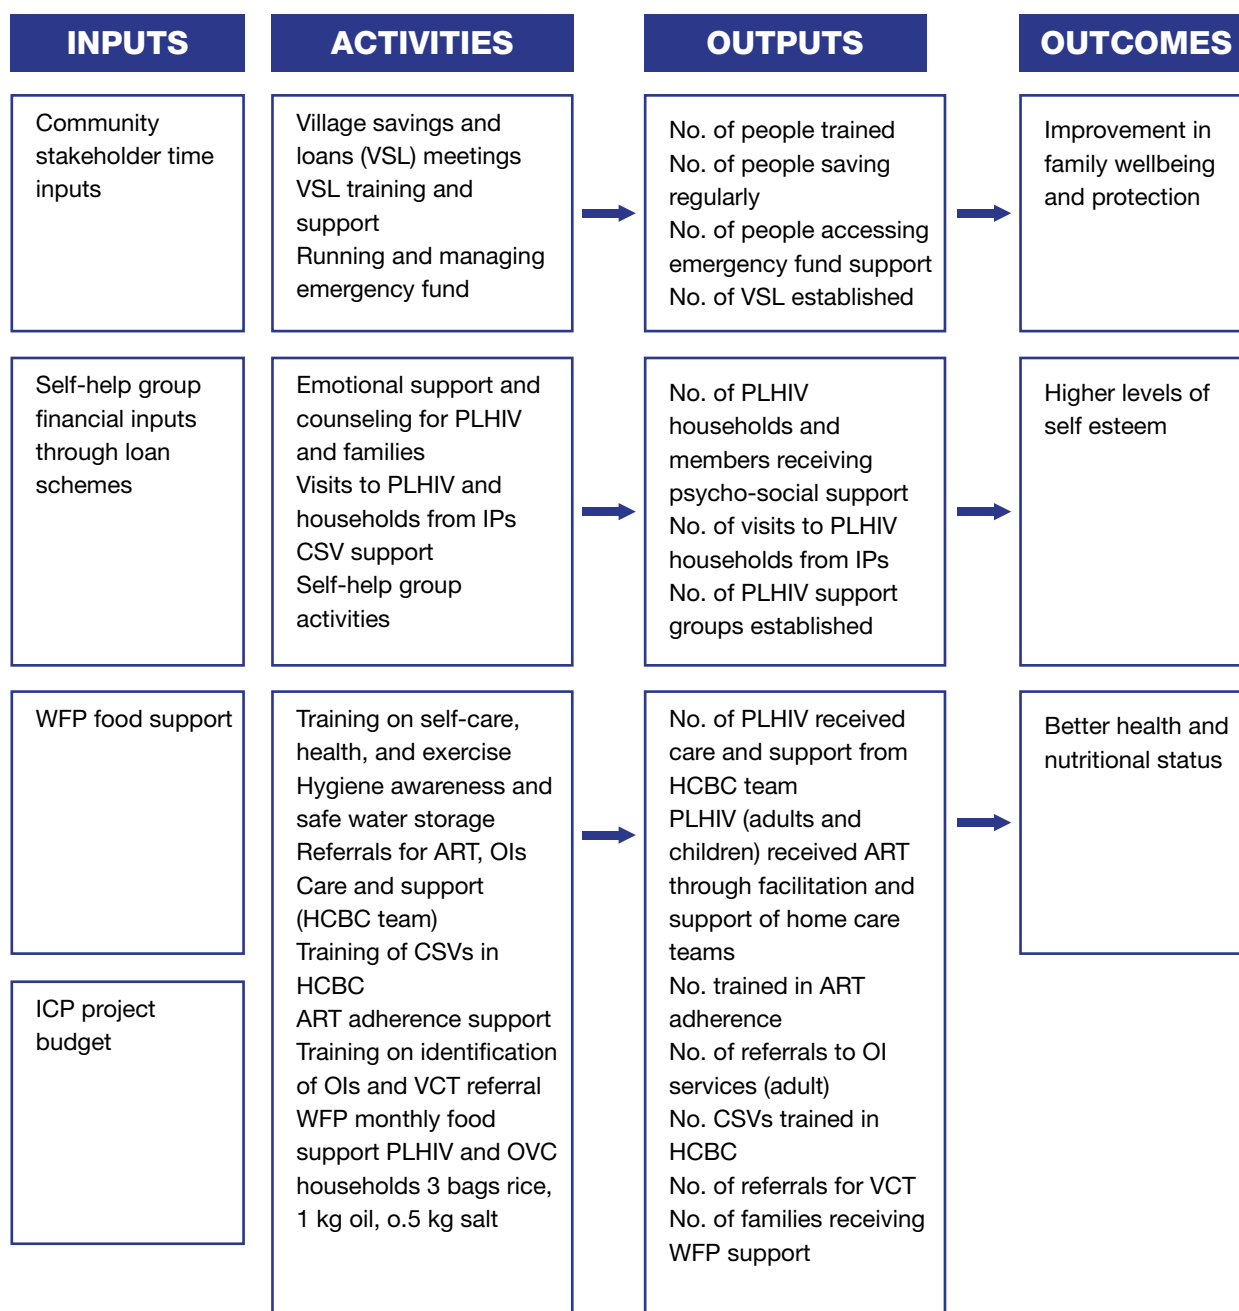 INPUTS
ACTIVITIES
OUTPUTS
OUTCOMES
Community
stakeholder time
inputs
Village savings and
loans (VSL) meetings
VSL training and
support
Running and managing
emergency fund
No. of people trained
No. of people saving
regularly
No. of people accessing
emergency fund support
No. of VSL established
Improvement in
family wellbeing
and protection
Self-help group
financial inputs
through loan
schemes
Emotional support and
counseling for PLHIV
and families
Visits to PLHIV and
households from IPs
CSV support
Self-help group
activities
No. of PLHIV
households and
members receiving
psycho-social support
No. of visits to PLHIV
households from IPs
No. of PLHIV support
groups established
Higher levels of
self esteem
WFP food support
Training on self-care,
health, and exercise
Hygiene awareness and
safe water storage
Referrals for ART, OIs
Care and support
(HCBC team)
Training of CSVs in
HCBC
ART adherence support
Training on identification
of OIs and VCT referral
WFP monthly food
support PLHIV and OVC
households 3 bags rice,
1 kg oil, o.5 kg salt
No. of PLHIV received
care and support from
HCBC team
PLHIV (adults and
children) received ART
through facilitation and
support of home care
teams
No. trained in ART
adherence
No. of referrals to OI
services (adult)
No. CSVs trained in
HCBC
No. of referrals for VCT
No. of families receiving
WFP support
Better health and
nutritional status
ICP project
budget